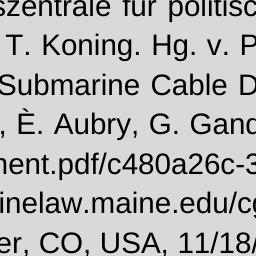 szentrale für politisc
T. Koning. Hg. v. P
Submarine Cable D
, È. Aubry, G. Gand
nent.pdf/c480a26c-3
inelaw.maine.edu/cg
er, CO, USA, 11/18/